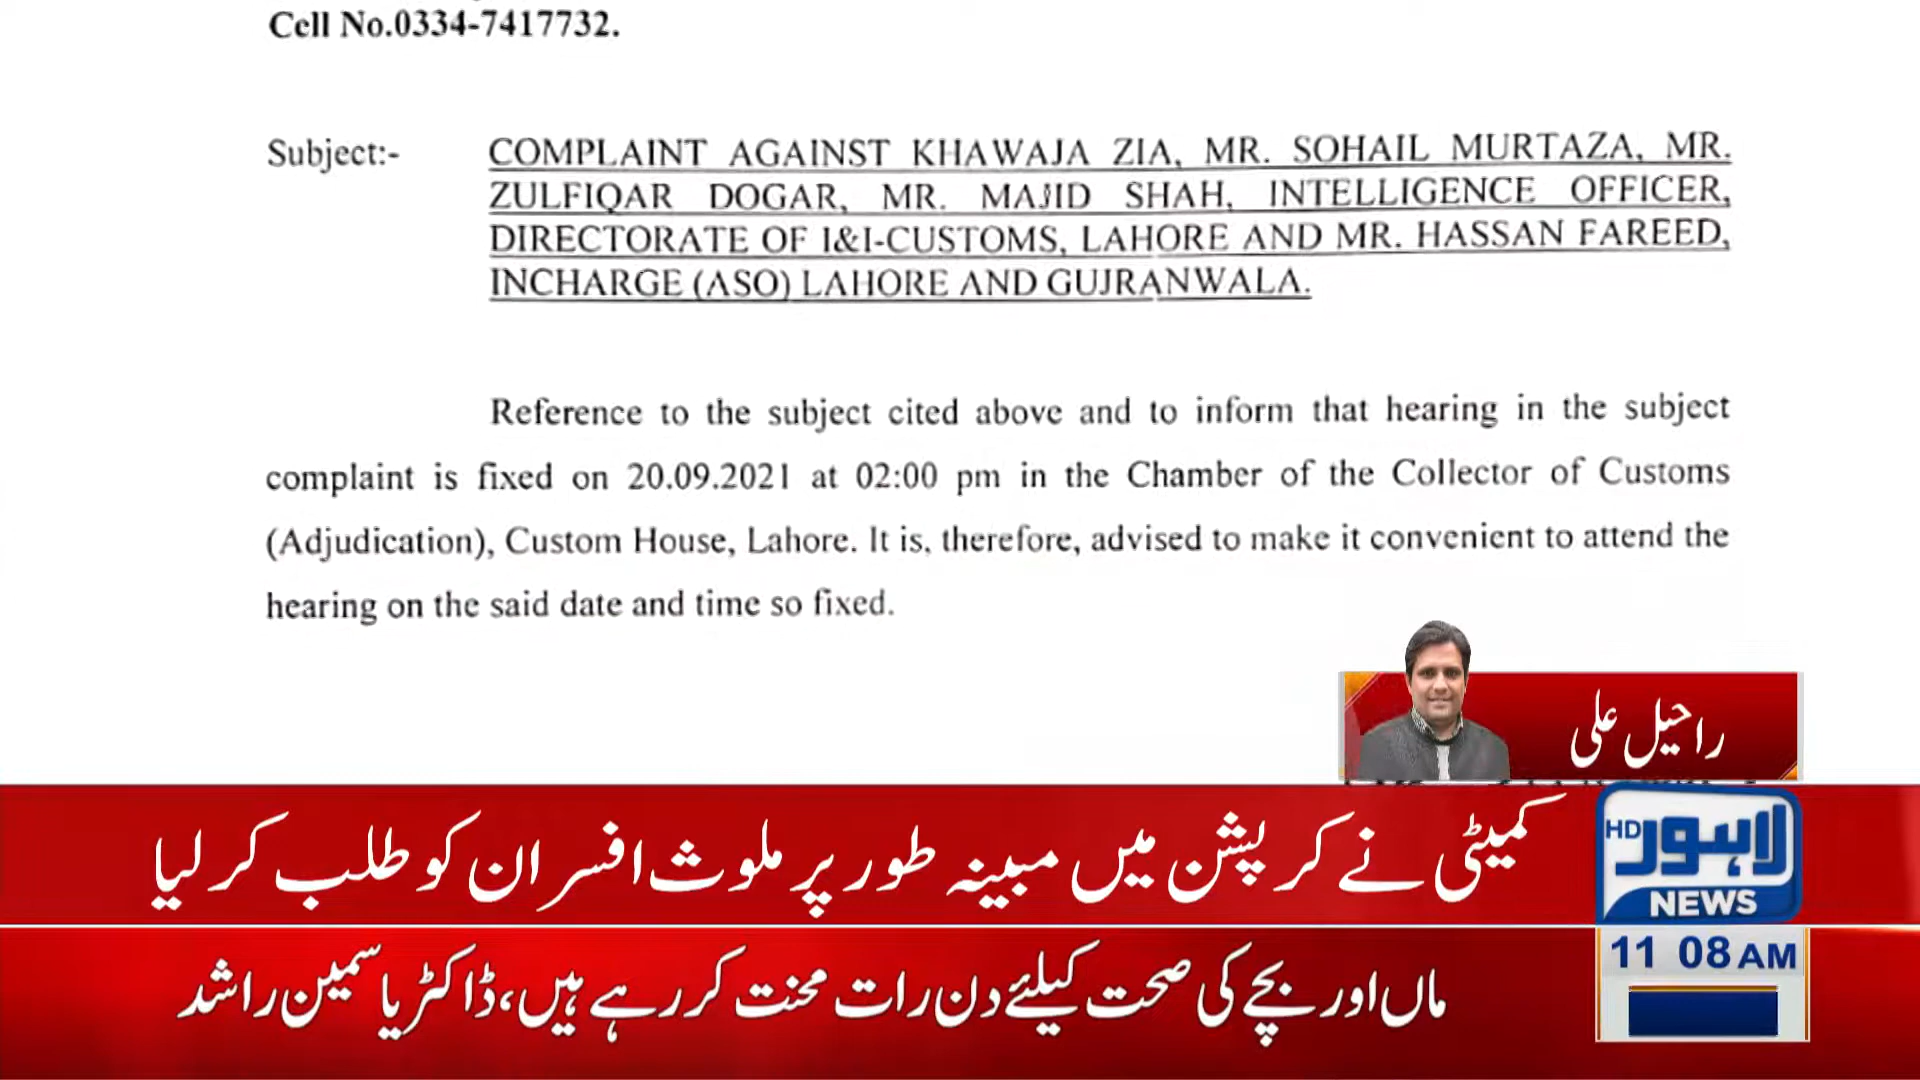 Cell No.0334-7417732.
Subject:- COMPLAINT AGAINST KHAWAJA ZIA, MR. SOHAIL MURTAZA, MR.
ZULFIQAR DOGAR, MR. MAJID SHAH, INTELLIGENCE OFFICER,
DIRECTORATE OF I&I-CUSTOMS, LAHORE AND MR. HASSAN FAREED,
INCHARGE (ASO) LAHORE AND GUJRANWALA.
Reference to the subject cited above and to inform that hearing in the subject
complaint is fixed on 20.09.2021 at 02:00 pm in the Chamber of the Collector of Customs
(Adjudication), Custom House, Lahore. It is, therefore, advised to make it convenient to attend the
hearing on the said date and time so fixed.
راحیل علی
کمیٹی نے کرپشن میں مبینہ طور پر ملوث افسران کو طلب کر لیا
لاہور HD
NEWS
11 08 AM
ماں اور بچے کی صحت کیلئے دن رات محنت کر رہے ہیں، ڈاکٹر یاسمین راشد